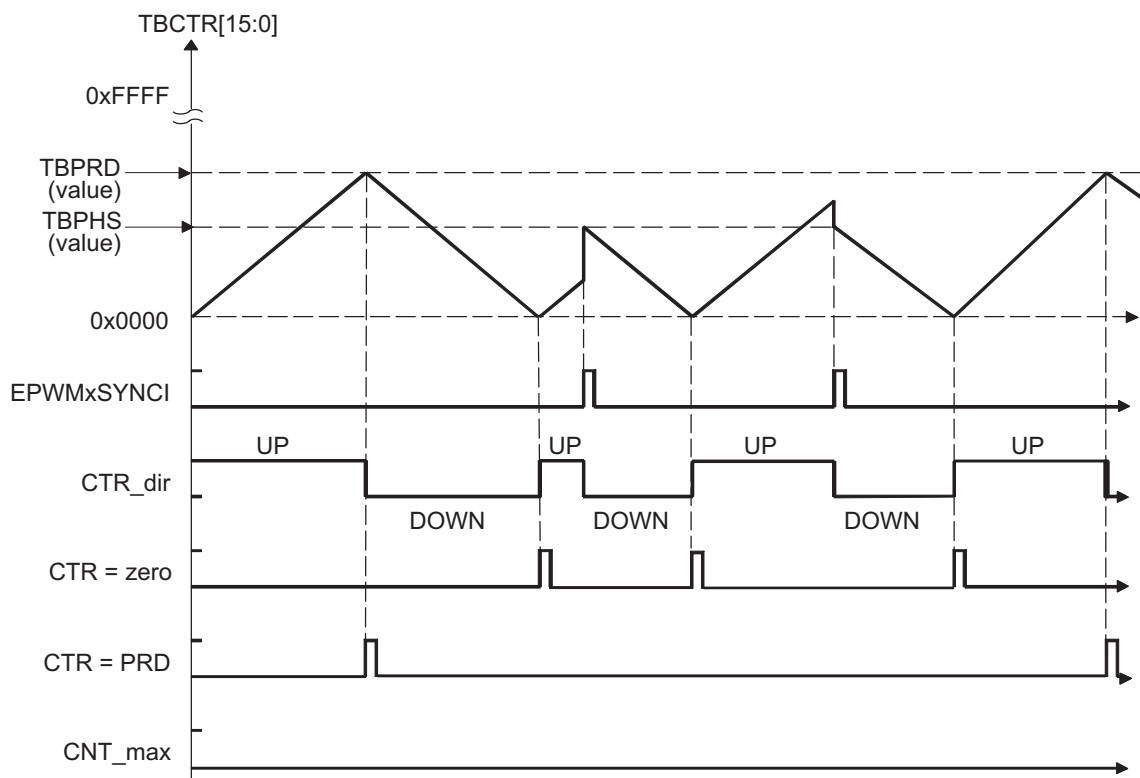 TBCTR[15:0]
0xFFFF
TBPRD
(value)
TBPHS
(value)
0x0000
EPWMxSYNCI
UP
UP
UP
UP
CTR_dir
DOWN
DOWN
DOWN
CTR = zero
CTR = PRD
CNT_max